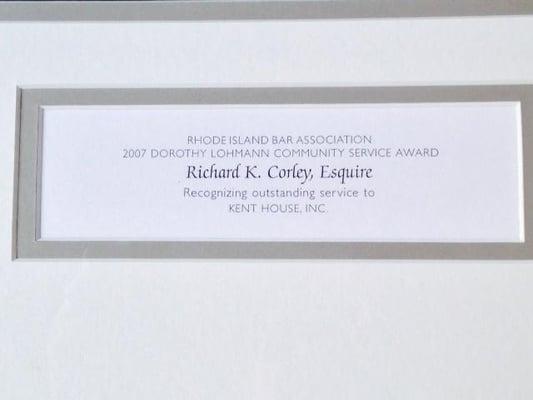 RHODE ISLAND BAR ASSOCIATION
2007 DOROTHY LOHMANN COMMUNITY SERVICE AWARD
Richard K. Corley, Esquire
Recognizing outstanding service to
KENT HOUSE, INC.